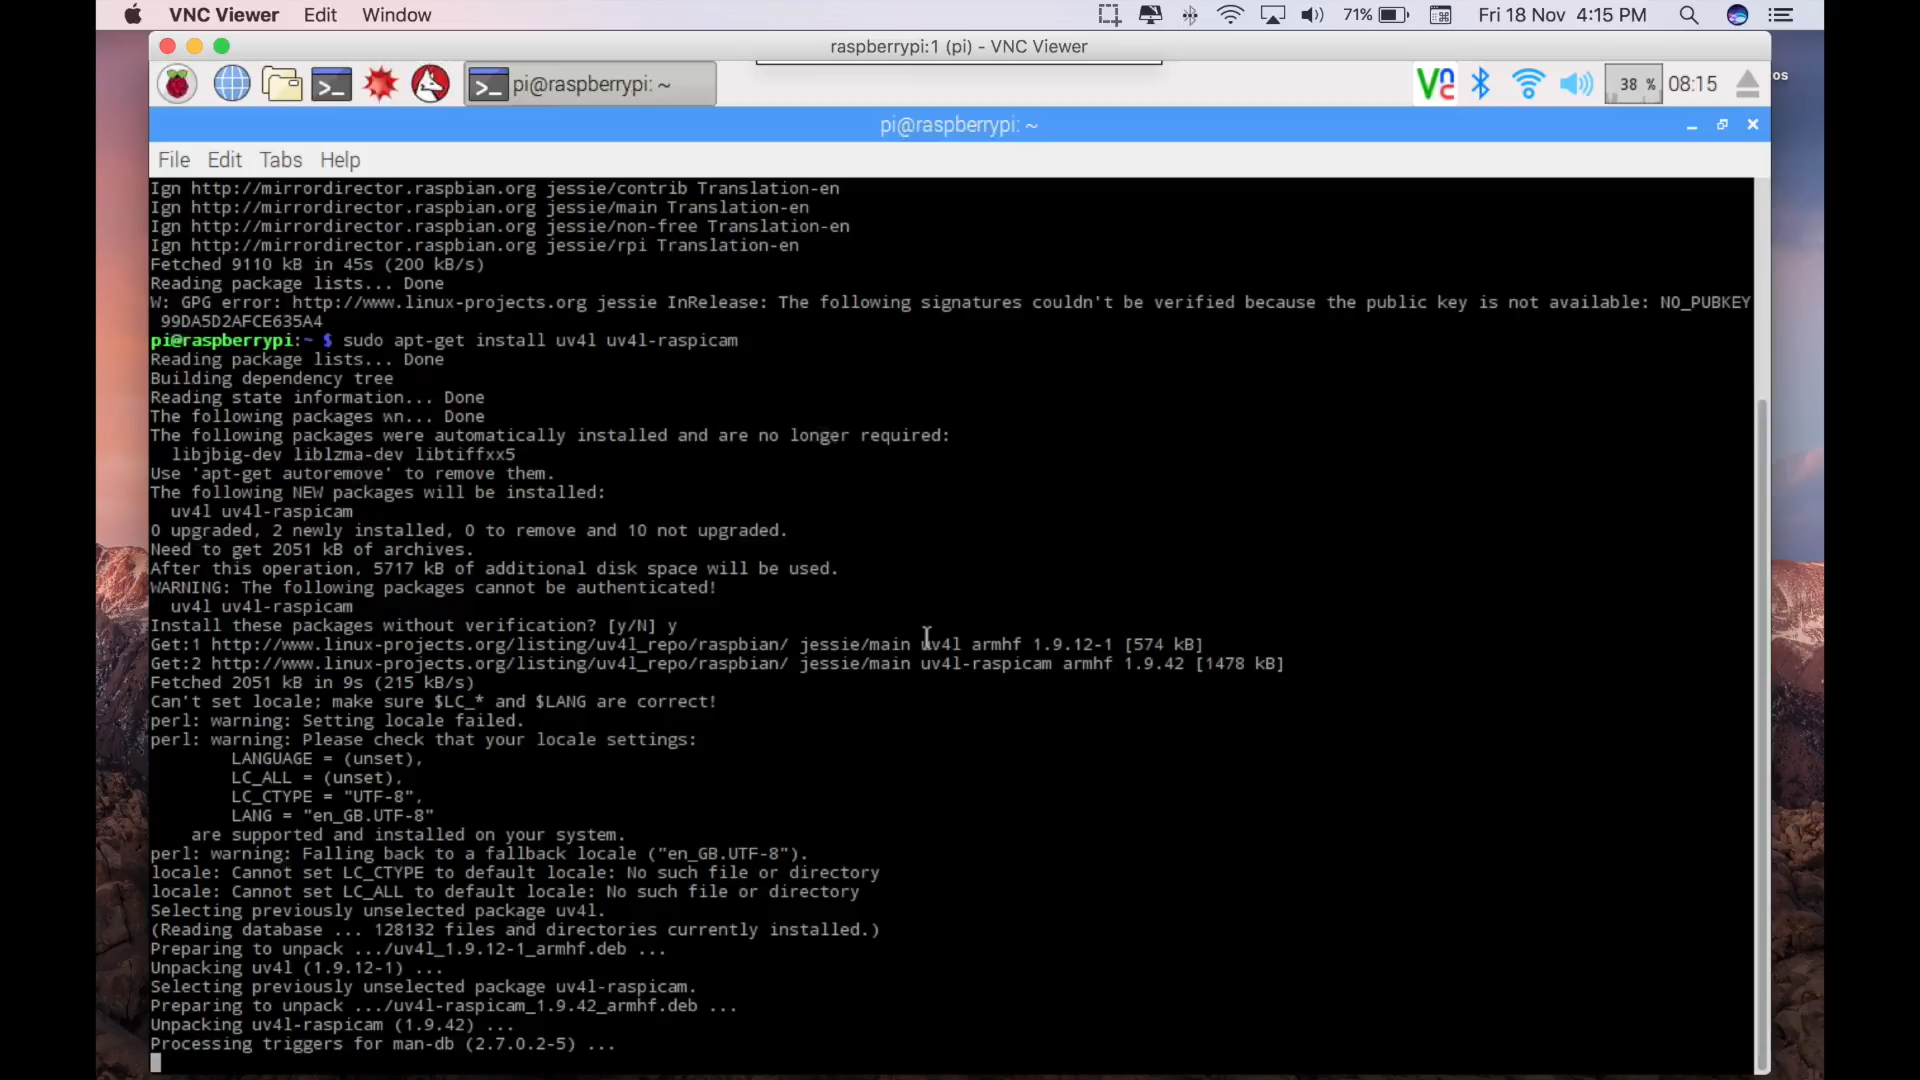 VNC Viewer Edit Window 71% Fri 18 Nov 4:15 PM
raspberrypi:1 (pi) - VNC Viewer
pi@raspberrypi: ~ 38 % 08:15 os
pi@raspberrypi: ~
File Edit Tabs Help
Ign http://mirrordirector.raspbian.org jessie/contrib Translation-en
Ign http://mirrordirector.raspbian.org jessie/main Translation-en
Ign http://mirrordirector.raspbian.org jessie/non-free Translation-en
Ign http://mirrordirector.raspbian.org jessie/rpi Translation-en
Fetched 9110 kB in 45s (200 kB/s)
Reading package lists... Done
W: GPG error: http://www.linux-projects.org jessie InRelease: The following signatures couldn't be verified because the public key is not available: NO_PUBKEY
99DA5D2AFCE635A4
pi@raspberrypi:~ $ sudo apt-get install uv4l uv4l-raspicam
Reading package lists... Done
Building dependency tree
Reading state information... Done
The following packages wn... Done
The following packages were automatically installed and are no longer required:
libjbig-dev liblzma-dev libtiffxx5
Use 'apt-get autoremove' to remove them.
The following NEW packages will be installed:
uv4l uv4l-raspicam
0 upgraded, 2 newly installed, 0 to remove and 10 not upgraded.
Need to get 2051 kB of archives.
After this operation, 5717 kB of additional disk space will be used.
WARNING: The following packages cannot be authenticated!
uv4l uv4l-raspicam
Install these packages without verification? [y/N] y
Get:1 http://www.linux-projects.org/listing/uv4l_repo/raspbian/ jessie/main uv4l armhf 1.9.12-1 [574 kB]
Get:2 http://www.linux-projects.org/listing/uv4l_repo/raspbian/ jessie/main uv4l-raspicam armhf 1.9.42 [1478 kB]
Fetched 2051 kB in 9s (215 kB/s)
Can't set locale; make sure $LC_* and $LANG are correct!
perl: warning: Setting locale failed.
perl: warning: Please check that your locale settings:
LANGUAGE = (unset),
LC_ALL = (unset),
LC_CTYPE = "UTF-8",
LANG = "en_GB.UTF-8"
are supported and installed on your system.
perl: warning: Falling back to a fallback locale ("en_GB.UTF-8").
locale: Cannot set LC_CTYPE to default locale: No such file or directory
locale: Cannot set LC_ALL to default locale: No such file or directory
Selecting previously unselected package uv4l.
(Reading database ... 128132 files and directories currently installed.)
Preparing to unpack .../uv4l_1.9.12-1_armhf.deb ...
Unpacking uv4l (1.9.12-1) ...
Selecting previously unselected package uv4l-raspicam.
Preparing to unpack .../uv4l-raspicam_1.9.42_armhf.deb ...
Unpacking uv4l-raspicam (1.9.42) ...
Processing triggers for man-db (2.7.0.2-5) ...